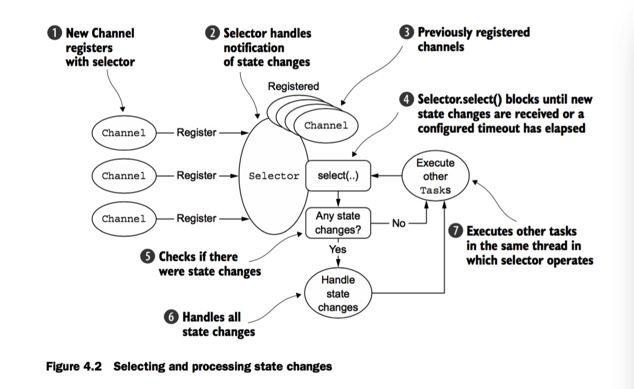 1 New Channel
registers
with selector
2 Selector handles
notification
of state changes
3 Previously registered
channels
Registered
Channel
4 Selector.select() blocks until new
state changes are received or a
configured timeout has elapsed
Channel
Register
Channel
Register
Channel
Register
Selector
select(..)
Execute
other
Tasks
Any state
changes?
No
Yes
5 Checks if there
were state changes
7 Executes other tasks
in the same thread in
which selector operates
Handle
state
changes
6 Handles all
state changes
Figure 4.2 Selecting and processing state changes